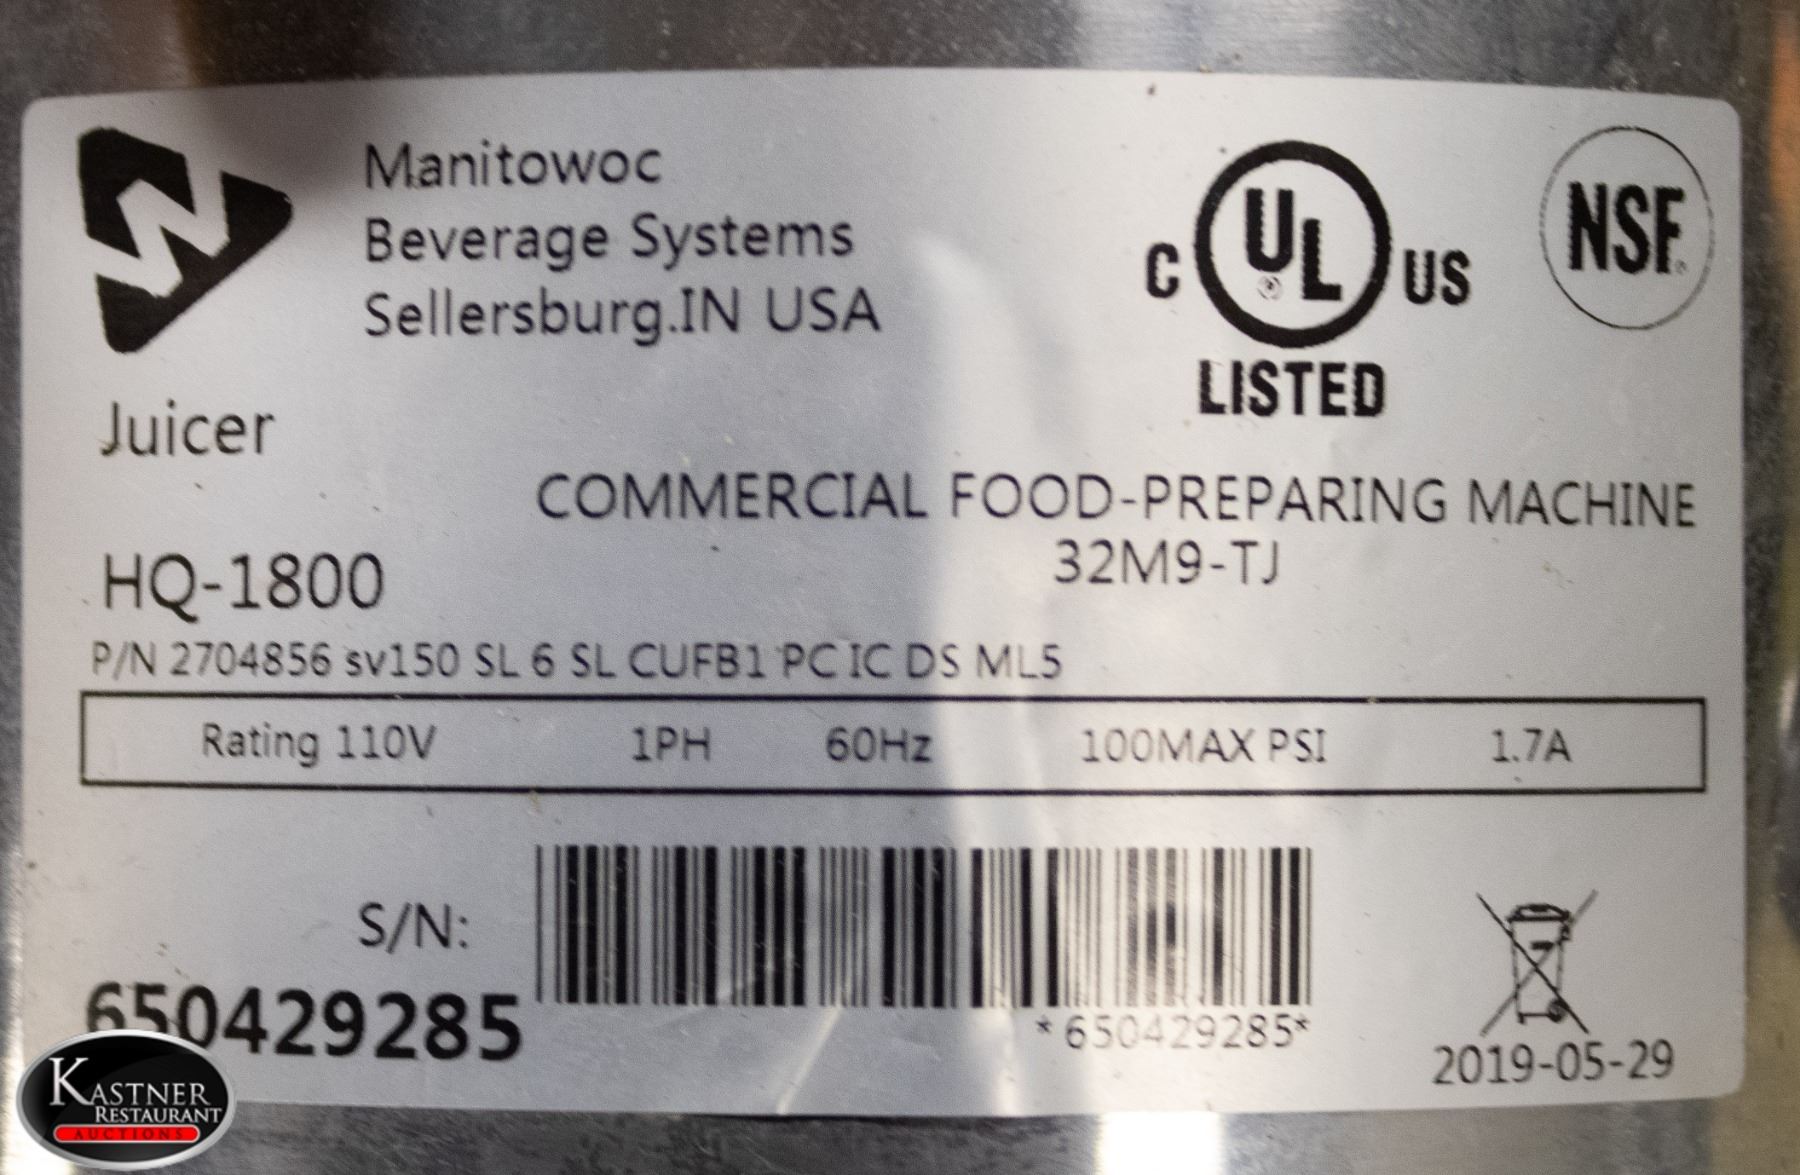 Manitowoc
Beverage Systems
Sellersburg.IN USA
C UL® US
LISTED
NSF®
Juicer
COMMERCIAL FOOD-PREPARING MACHINE
32M9-TJ
HQ-1800
P/N 2704856 sv150 SL 6 SL CUFB1 PC IC DS ML5
Rating 110V 1PH 60Hz 100MAX PSI 1.7A
S/N:
650429285
*650429285*
2019-05-29
KASTNER
RESTAURANT
AUCTIONS